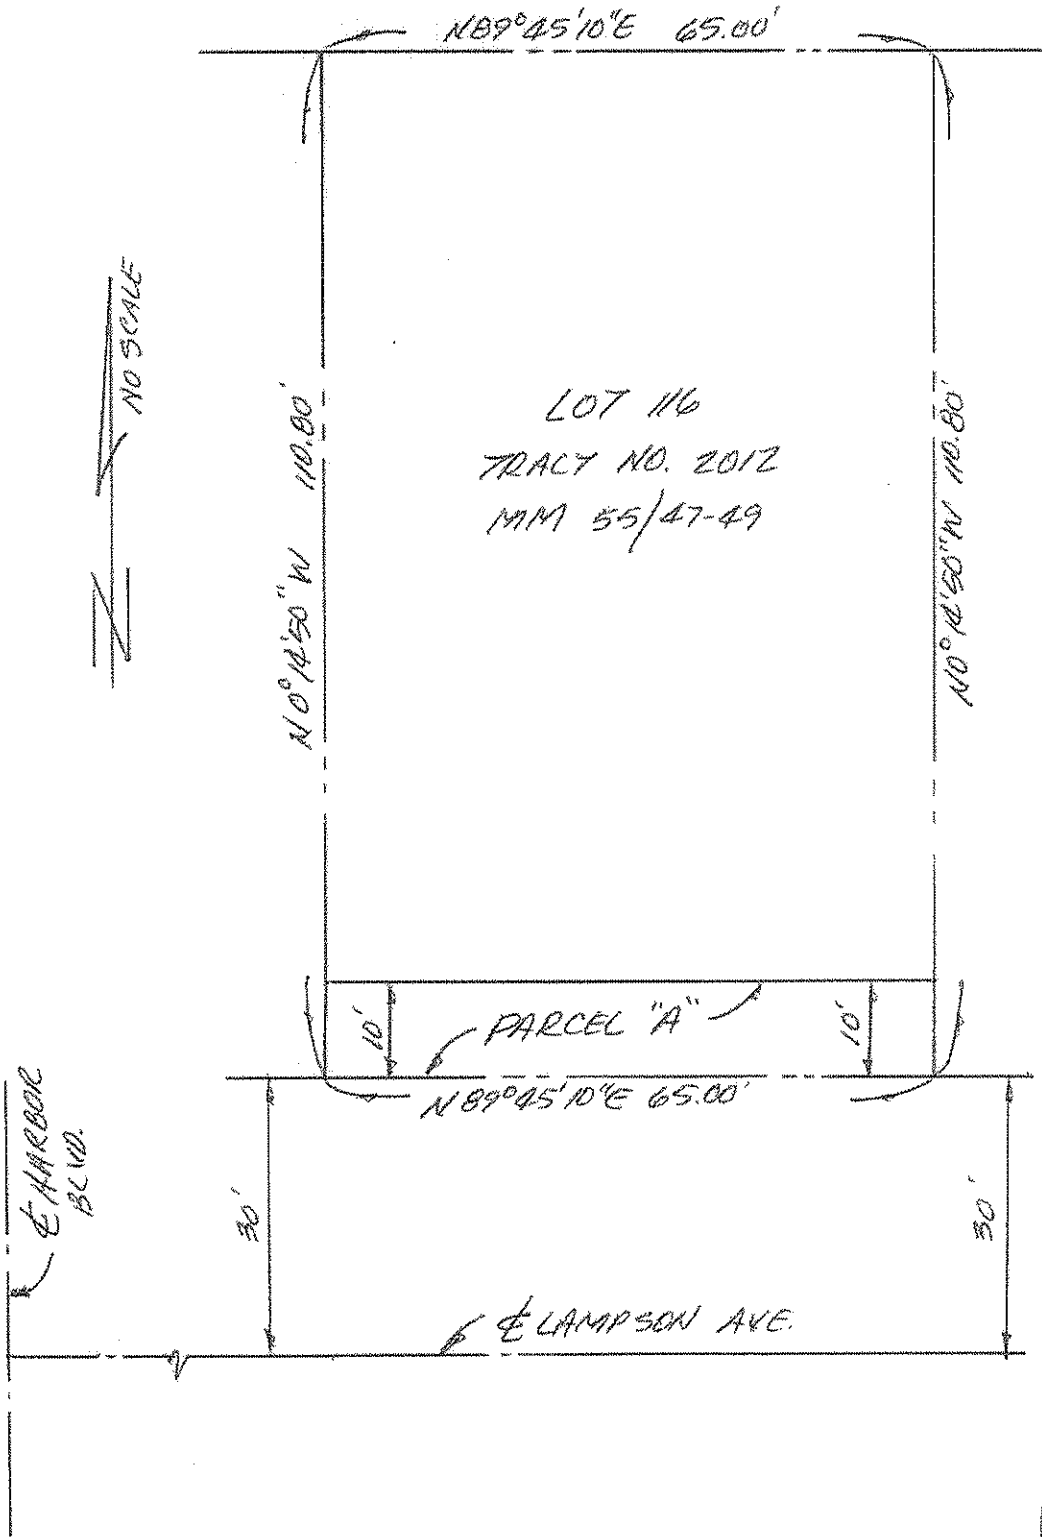 N89°45'10"E 65.00'
NO SCALE
N
N0°14'50"W 110.80'
LOT 116
TRACT NO. 2012
MM 55/47-49
N0°14'50"W 110.80'
10'
PARCEL "A"
10'
N89°45'10"E 65.00'
℄ HARBOR
BLVD.
30'
30'
℄ LAMPSON AVE.